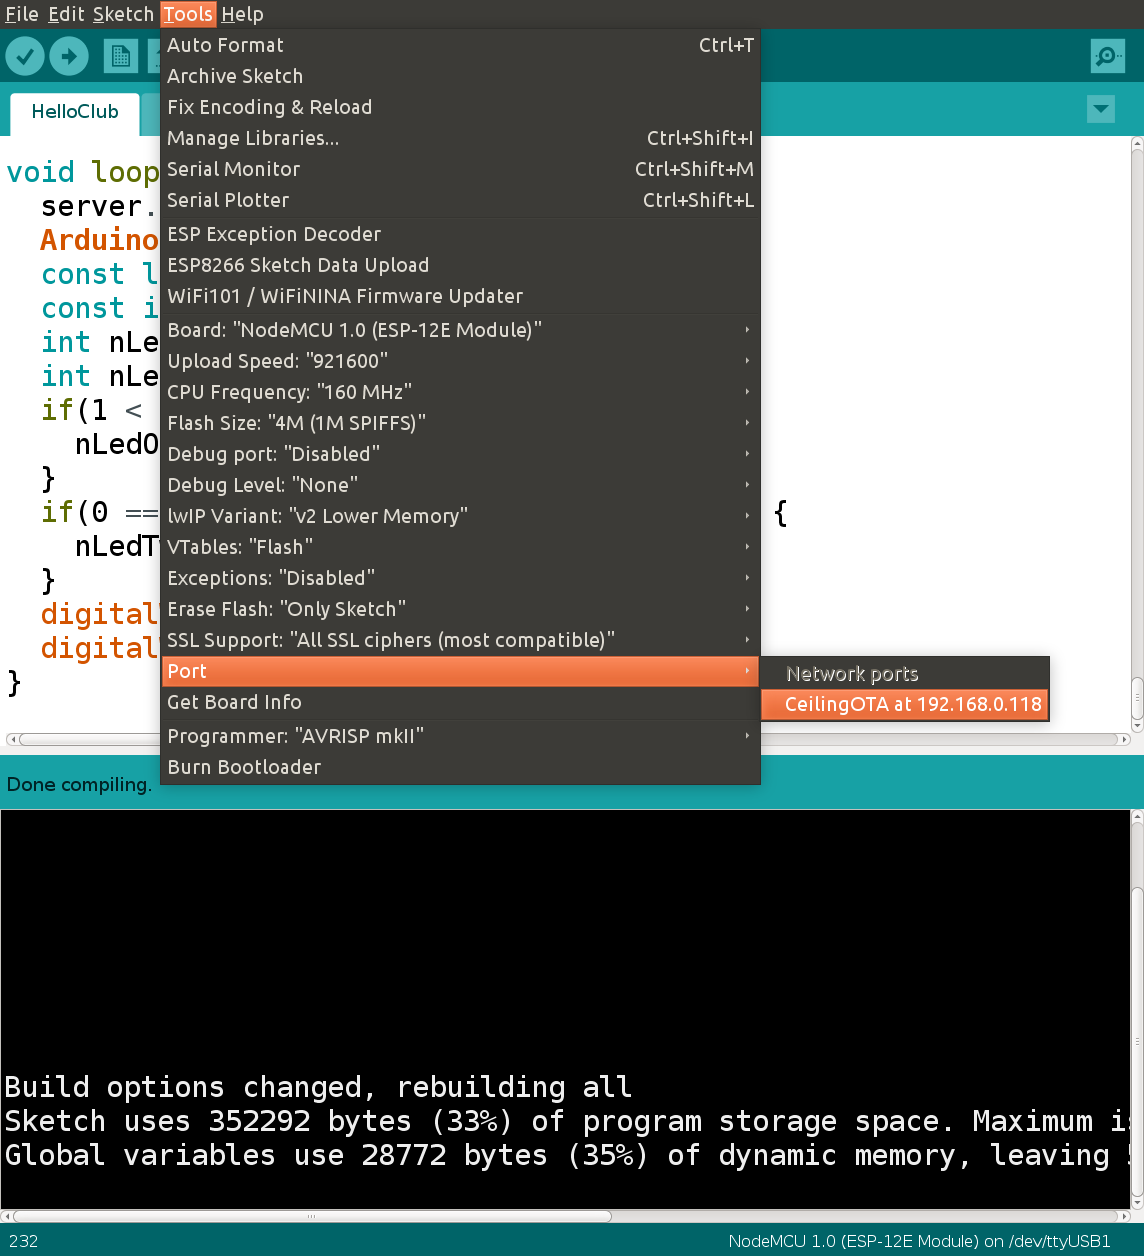 File Edit Sketch Tools Help
Auto Format Ctrl+T
Archive Sketch
Fix Encoding & Reload
Manage Libraries... Ctrl+Shift+I
Serial Monitor Ctrl+Shift+M
Serial Plotter Ctrl+Shift+L
ESP Exception Decoder
ESP8266 Sketch Data Upload
WiFi101 / WiFiNINA Firmware Updater
Board: "NodeMCU 1.0 (ESP-12E Module)"
Upload Speed: "921600"
CPU Frequency: "160 MHz"
Flash Size: "4M (1M SPIFFS)"
Debug port: "Disabled"
Debug Level: "None"
lwIP Variant: "v2 Lower Memory"
VTables: "Flash"
Exceptions: "Disabled"
Erase Flash: "Only Sketch"
SSL Support: "All SSL ciphers (most compatible)"
Port
Get Board Info
Programmer: "AVRISP mkII"
Burn Bootloader
Network ports
CeilingOTA at 192.168.0.118
HelloClub
void loop
server.
Arduino
const l
const i
int nLe
int nLe
if(1 <
nLedO
}
if(0 == {
nLedT
}
digital
digital
}
Done compiling.
Build options changed, rebuilding all
Sketch uses 352292 bytes (33%) of program storage space. Maximum is
Global variables use 28772 bytes (35%) of dynamic memory, leaving
232 NodeMCU 1.0 (ESP-12E Module) on /dev/ttyUSB1